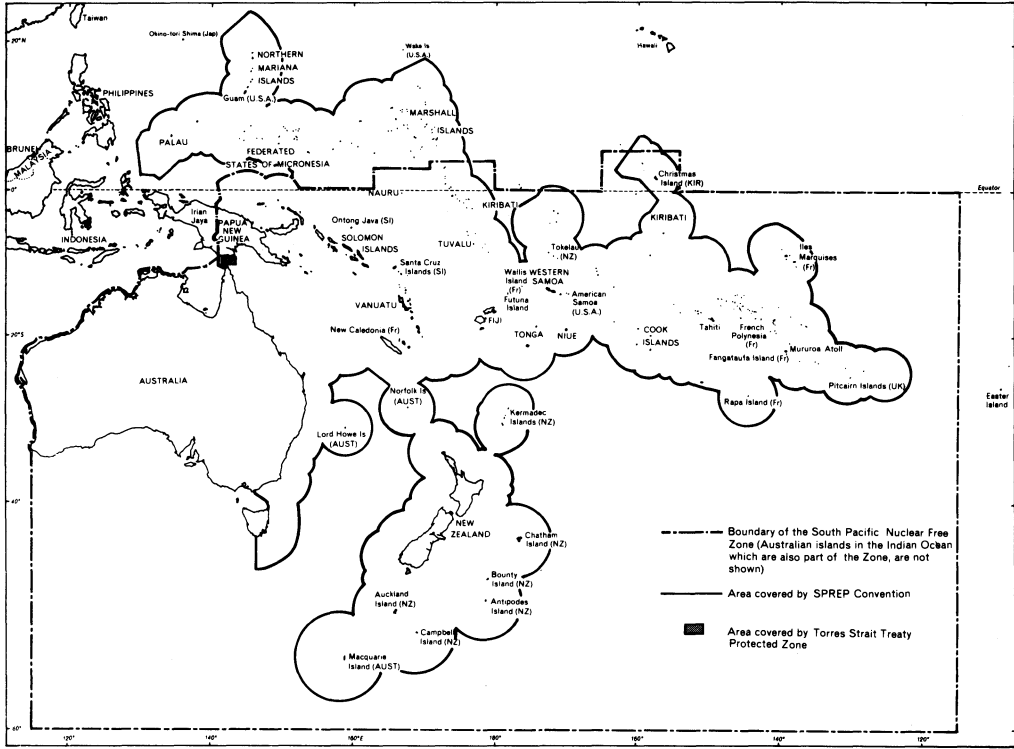 Taiwan
Okino-tori Shima (Jap)
20°N
Wake Is
(U.S.A.)
Hawaii
NORTHERN
MARIANA
ISLANDS
PHILIPPINES
Guam (U.S.A.)
MARSHALL
ISLANDS
PALAU
BRUNEI
MALAYSIA
FEDERATED
STATES OF MICRONESIA
Christmas
Island (KIR)
0°
Equator
NAURU
KIRIBATI
KIRIBATI
Irian
Jaya
PAPUA
NEW
GUINEA
INDONESIA
Ontong Java (SI)
SOLOMON
ISLANDS
TUVALU
Tokelau
(NZ)
Iles
Marquises
(Fr)
Santa Cruz
Islands (SI)
Wallis
Island
(Fr)
Futuna
Island
WESTERN
SAMOA
American
Samoa
(U.S.A.)
VANUATU
FIJI
20°S
New Caledonia (Fr)
TONGA
NIUE
COOK
ISLANDS
Tahiti
French
Polynesia
(Fr)
Mururoa Atoll
Fangataufa Island (Fr)
AUSTRALIA
Pitcairn Islands (UK)
Easter
Island
Norfolk Is
(AUST)
Rapa Island (Fr)
Kermadec
Islands (NZ)
Lord Howe Is
(AUST)
40°
NEW
ZEALAND
Chatham
Island (NZ)
Bounty
Island (NZ)
Auckland
Island (NZ)
Antipodes
Island (NZ)
Campbell
Island (NZ)
Macquarie
Island (AUST)
Boundary of the South Pacific Nuclear Free
Zone (Australian islands in the Indian Ocean
which are also part of the Zone, are not
shown)
Area covered by SPREP Convention
Area covered by Torres Strait Treaty
Protected Zone
60°
120°
140°
160°E
180°
160°
140°
120°